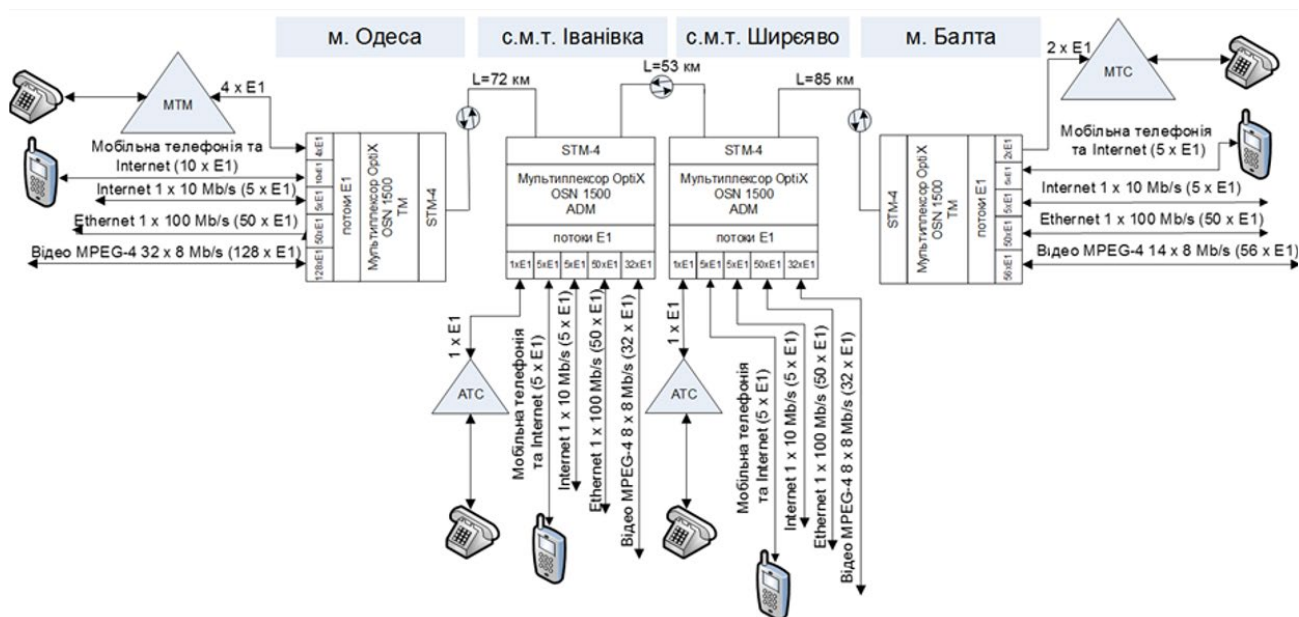 м. Одеса
с.м.т. Іванівка
с.м.т. Ширєяво
м. Балта
L=72 км
L=53 км
L=85 км
МТМ
4 x E1
Мобільна телефонія та
Internet (10 x E1)
Internet 1 x 10 Mb/s (5 x E1)
Ethernet 1 x 100 Mb/s (50 x E1)
Відео MPEG-4 32 x 8 Mb/s (128 x E1)
4xE1
10xE1
5xE1
50xE1
128xE1
потоки E1
Мультиплексор OptiX
OSN 1500
TM
STM-4
STM-4
Мультиплексор OptiX
OSN 1500
ADM
потоки E1
1xE1
5xE1
5xE1
50xE1
32xE1
1 x E1
АТС
Мобільна телефонія
та Internet (5 x E1)
Internet 1 x 10 Mb/s (5 x E1)
Ethernet 1 x 100 Mb/s (50 x E1)
Відео MPEG-4 8 x 8 Mb/s (32 x E1)
STM-4
Мультиплексор OptiX
OSN 1500
ADM
потоки E1
1xE1
5xE1
5xE1
50xE1
32xE1
1 x E1
АТС
Мобільна телефонія
та Internet (5 x E1)
Internet 1 x 10 Mb/s (5 x E1)
Ethernet 1 x 100 Mb/s (50 x E1)
Відео MPEG-4 8 x 8 Mb/s (32 x E1)
STM-4
Мультиплексор OptiX
OSN 1500
TM
потоки E1
2xE1
5xE1
5xE1
50xE1
56xE1
2 x E1
МТС
Мобільна телефонія
та Internet (5 x E1)
Internet 1 x 10 Mb/s (5 x E1)
Ethernet 1 x 100 Mb/s (50 x E1)
Відео MPEG-4 14 x 8 Mb/s (56 x E1)